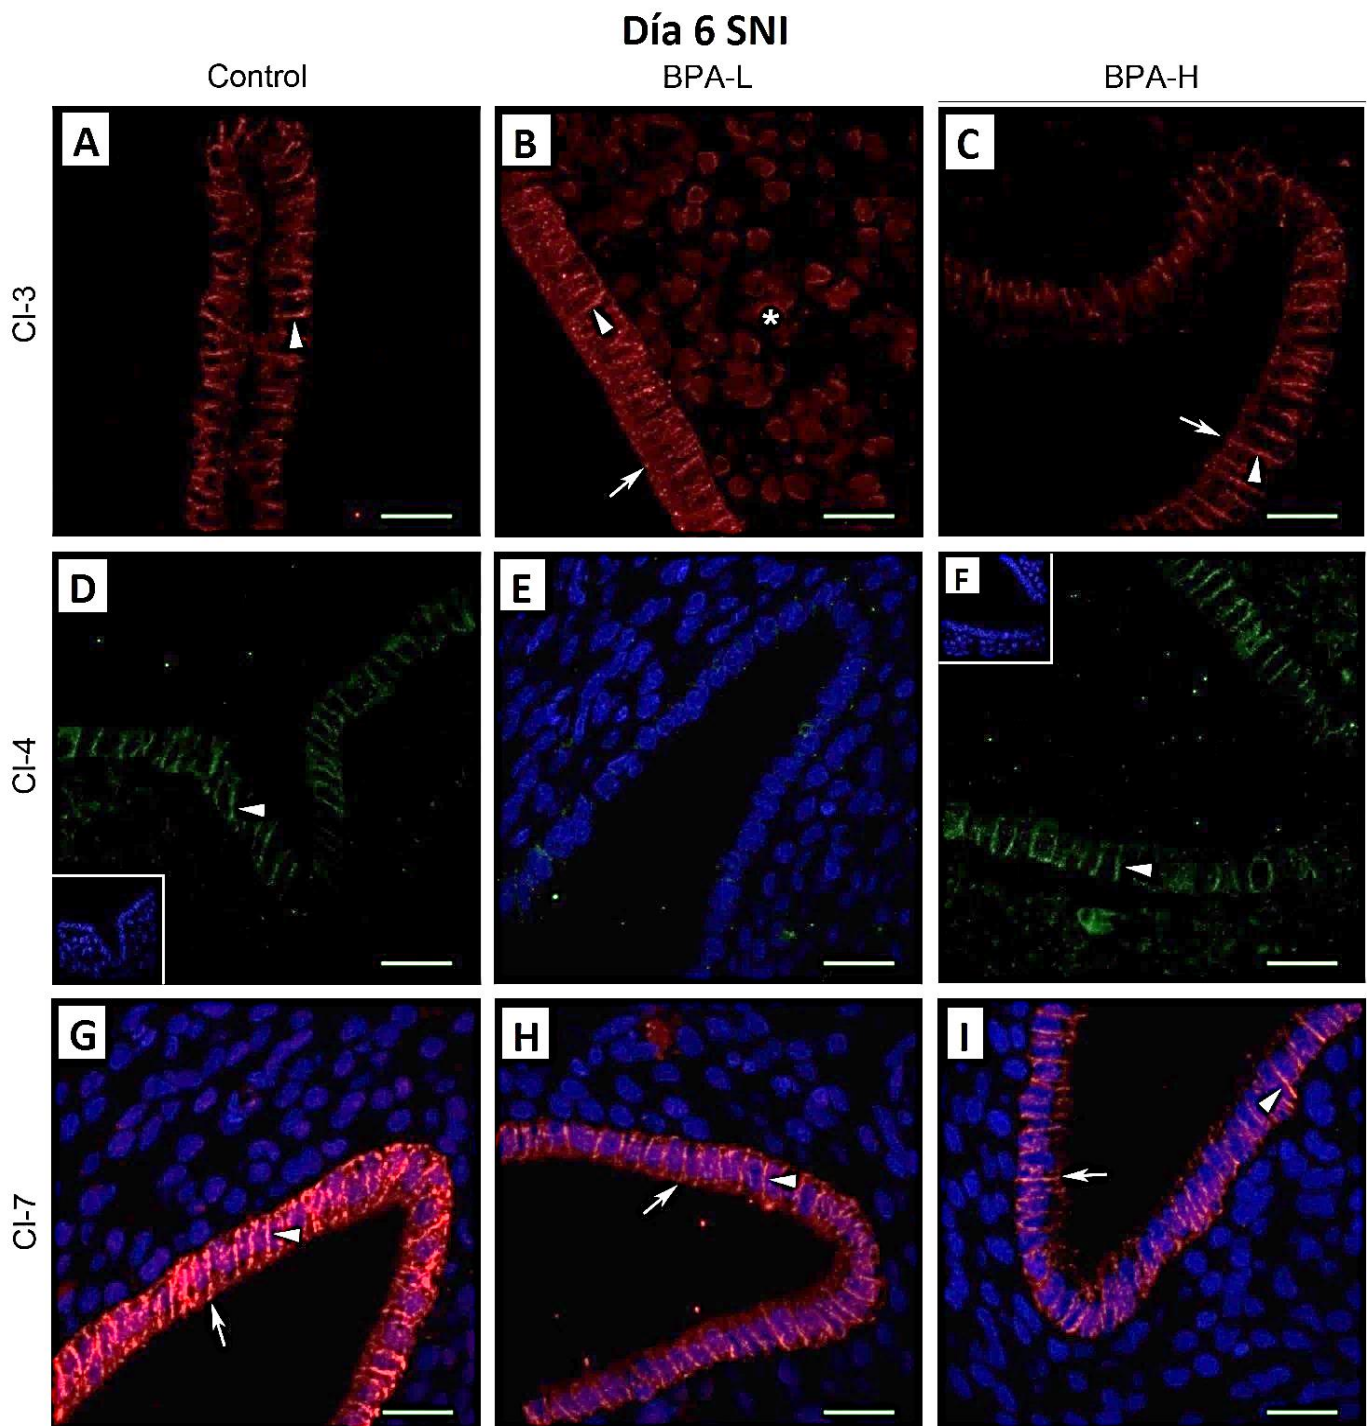 Día 6 SNI
Control BPA-L BPA-H
Cl-3
A B C
*
Cl-4
D E F
Cl-7
G H I